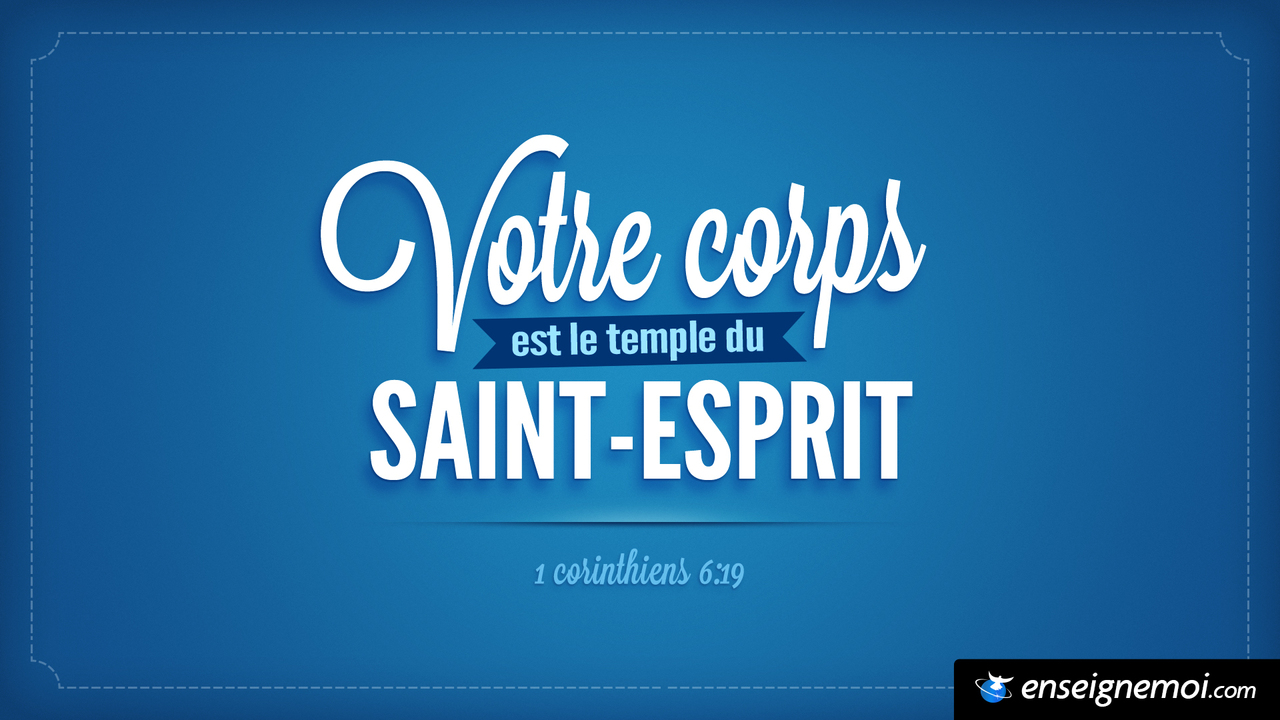 Votre corps
est le temple du
SAINT-ESPRIT
1 corinthiens 6:19
enseignemoi.com